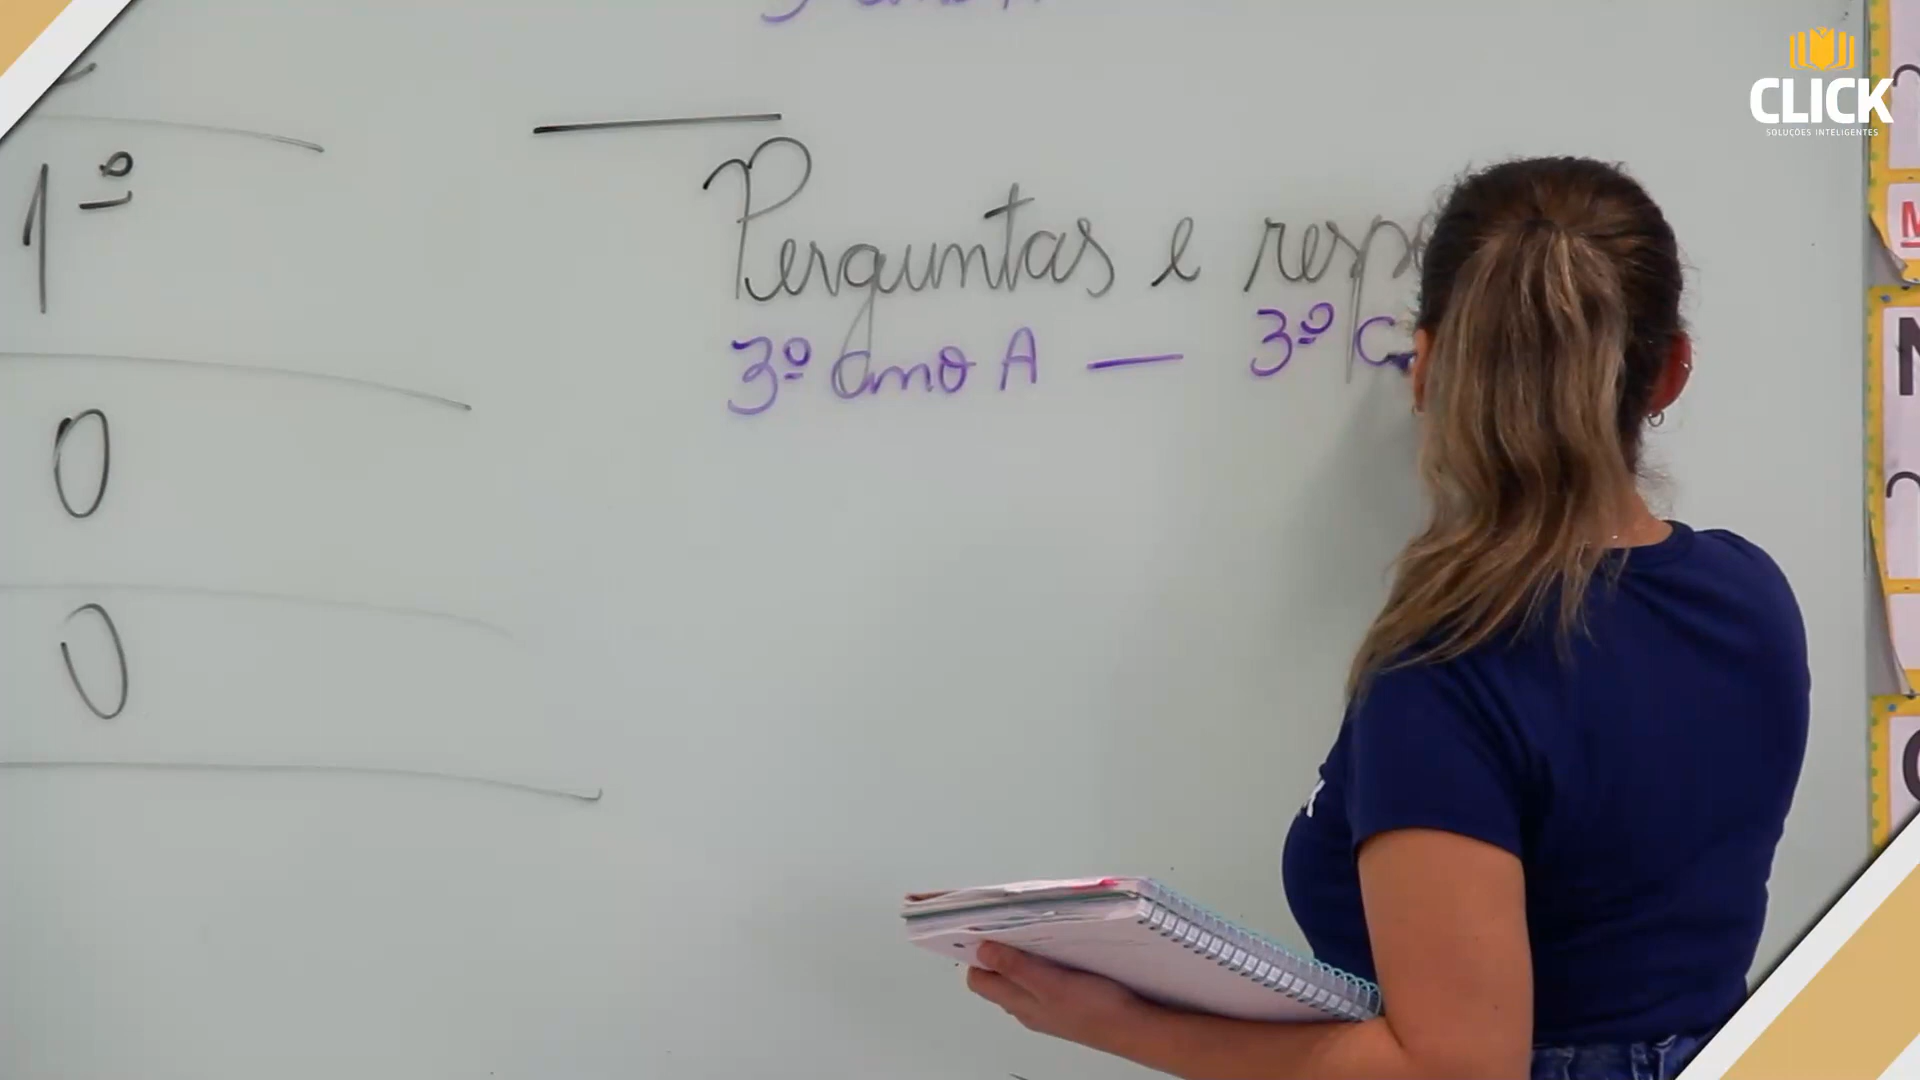 CLICK
SOLUÇÕES INTELIGENTES
1º
Perguntas e resp
3º ano A — 3º a
0
0
M
N